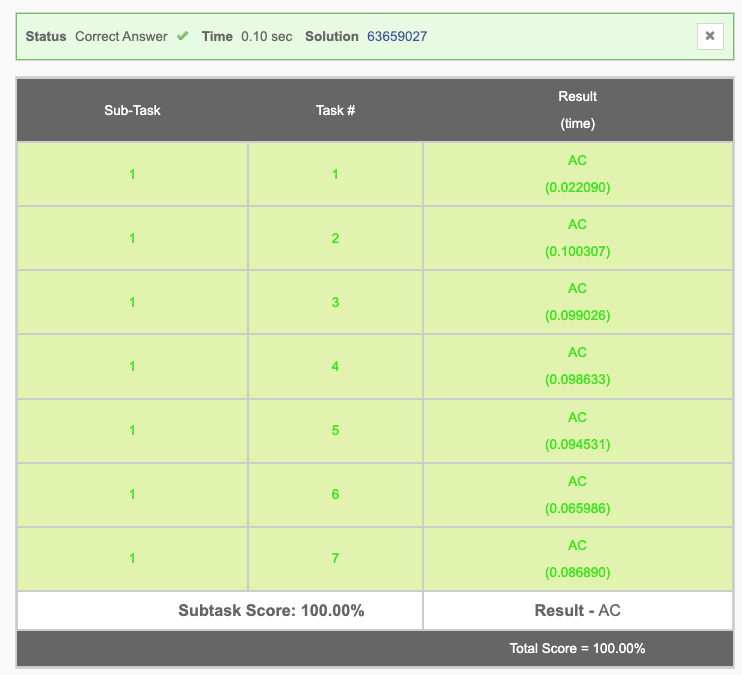 Status Correct Answer ✔ Time 0.10 sec Solution 63659027 ✖
Sub-Task Task # Result
(time)
1 1 AC
(0.022090)
1 2 AC
(0.100307)
1 3 AC
(0.099026)
1 4 AC
(0.098633)
1 5 AC
(0.094531)
1 6 AC
(0.065986)
1 7 AC
(0.086890)
Subtask Score: 100.00% Result - AC
Total Score = 100.00%